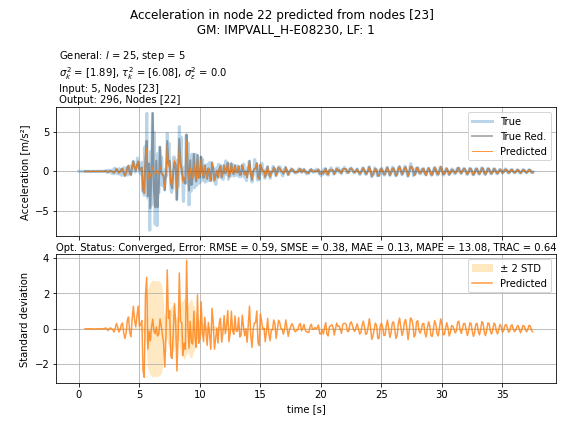 Acceleration in node 22 predicted from nodes [23]
GM: IMPVALL_H-E08230, LF: 1
General: l = 25, step = 5
σ²ₖ = [1.89], τ²ₖ = [6.08], σ²ₑ = 0.0
Input: 5, Nodes [23]
Output: 296, Nodes [22]
Acceleration [m/s²]
5
0
−5
True
True Red.
Predicted
Opt. Status: Converged, Error: RMSE = 0.59, SMSE = 0.38, MAE = 0.13, MAPE = 13.08, TRAC = 0.64
Standard deviation
4
2
0
−2
± 2 STD
Predicted
0 5 10 15 20 25 30 35
time [s]